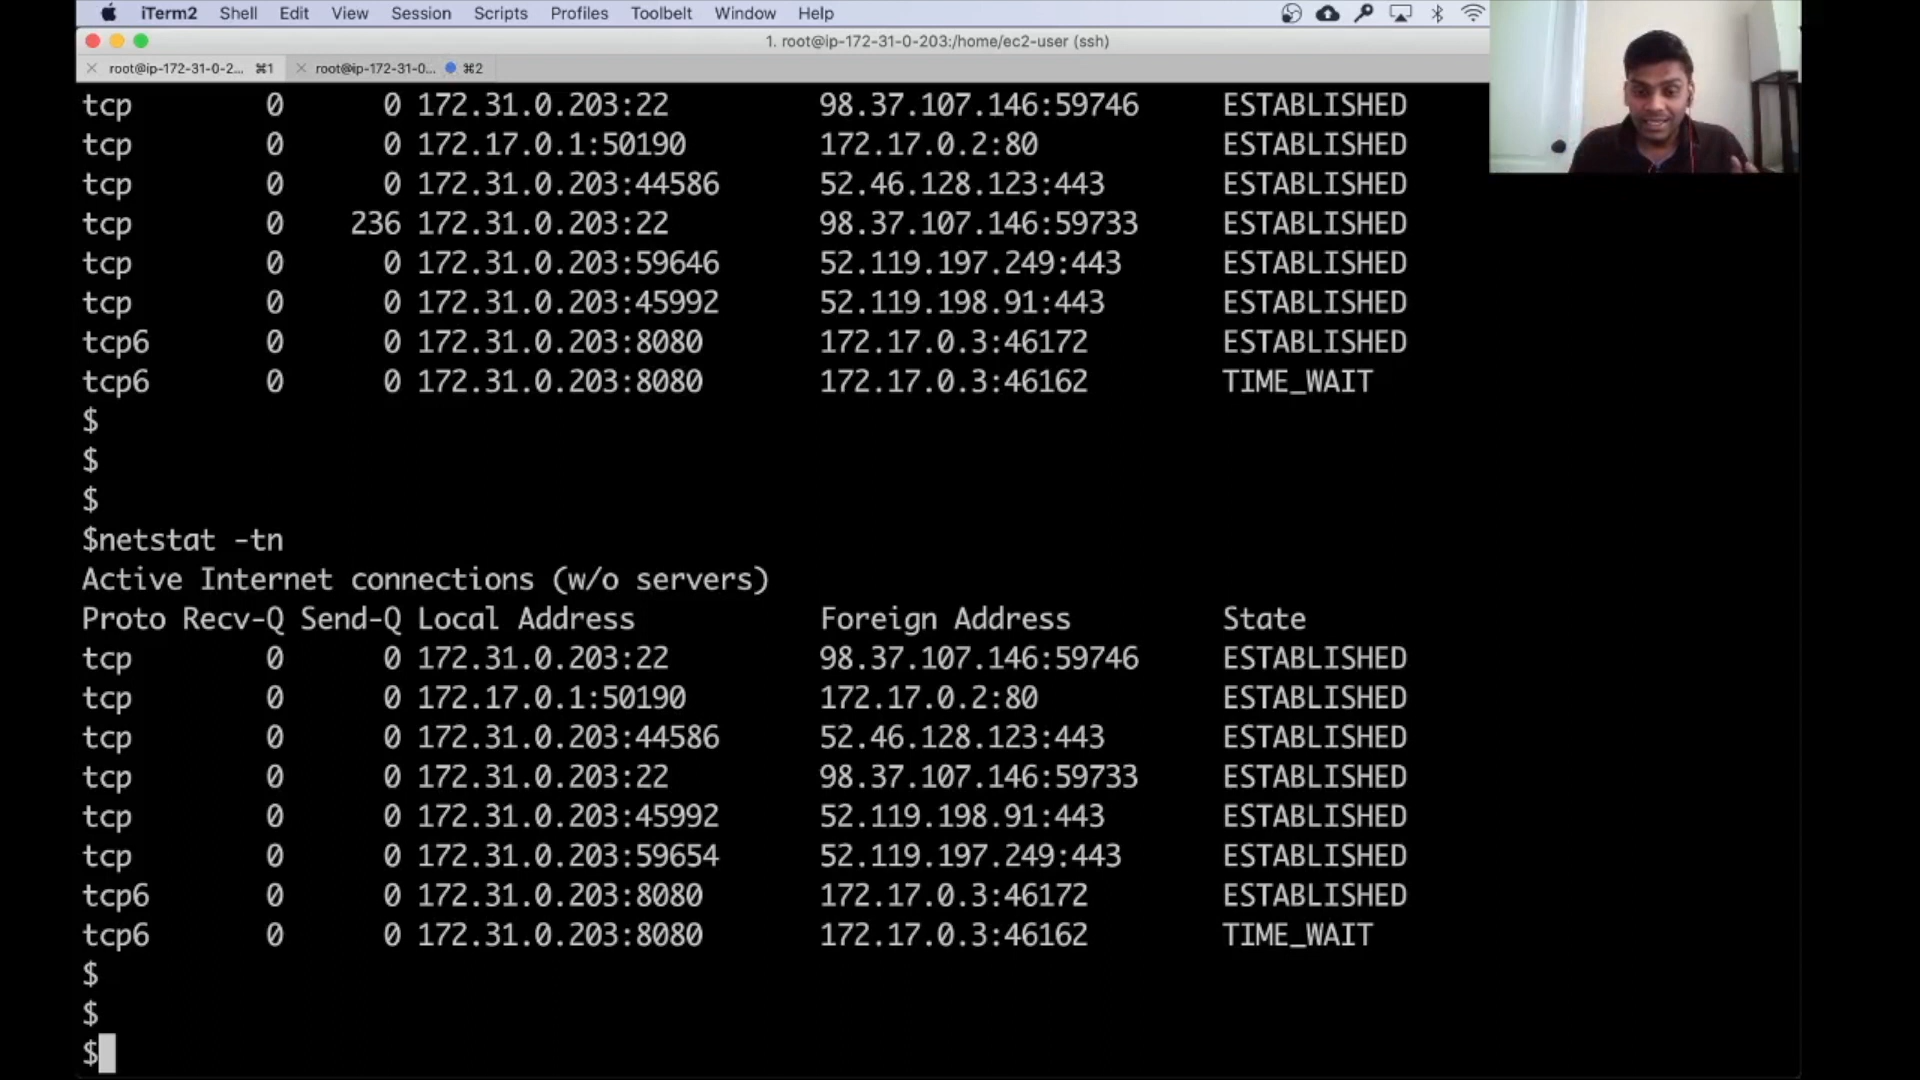 iTerm2 Shell Edit View Session Scripts Profiles Toolbelt Window Help
1. root@ip-172-31-0-203:/home/ec2-user (ssh)
root@ip-172-31-0-2... ⌘1 root@ip-172-31-0... ⌘2
tcp 0 0 172.31.0.203:22 98.37.107.146:59746 ESTABLISHED
tcp 0 0 172.17.0.1:50190 172.17.0.2:80 ESTABLISHED
tcp 0 0 172.31.0.203:44586 52.46.128.123:443 ESTABLISHED
tcp 0 236 172.31.0.203:22 98.37.107.146:59733 ESTABLISHED
tcp 0 0 172.31.0.203:59646 52.119.197.249:443 ESTABLISHED
tcp 0 0 172.31.0.203:45992 52.119.198.91:443 ESTABLISHED
tcp6 0 0 172.31.0.203:8080 172.17.0.3:46172 ESTABLISHED
tcp6 0 0 172.31.0.203:8080 172.17.0.3:46162 TIME_WAIT
$
$
$
$netstat -tn
Active Internet connections (w/o servers)
Proto Recv-Q Send-Q Local Address Foreign Address State
tcp 0 0 172.31.0.203:22 98.37.107.146:59746 ESTABLISHED
tcp 0 0 172.17.0.1:50190 172.17.0.2:80 ESTABLISHED
tcp 0 0 172.31.0.203:44586 52.46.128.123:443 ESTABLISHED
tcp 0 0 172.31.0.203:22 98.37.107.146:59733 ESTABLISHED
tcp 0 0 172.31.0.203:45992 52.119.198.91:443 ESTABLISHED
tcp 0 0 172.31.0.203:59654 52.119.197.249:443 ESTABLISHED
tcp6 0 0 172.31.0.203:8080 172.17.0.3:46172 ESTABLISHED
tcp6 0 0 172.31.0.203:8080 172.17.0.3:46162 TIME_WAIT
$
$
$